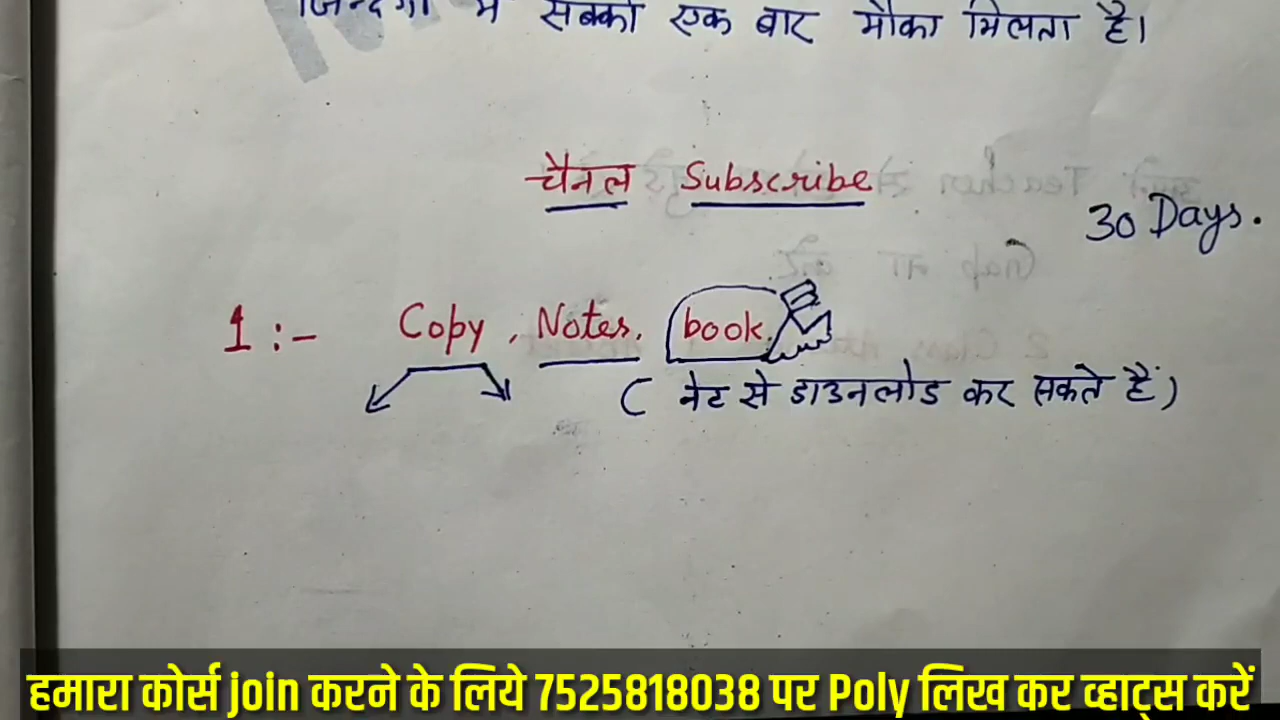 जिन्दगी में सबको एक बार मौका मिलता है।
चैनल Subscribe
30 Days.
1 :- Copy, Notes, book.
( नेट से डाउनलोड कर सकते हैं)
हमारा कोर्स join करने के लिये 7525818038 पर Poly लिख कर व्हाट्स करें